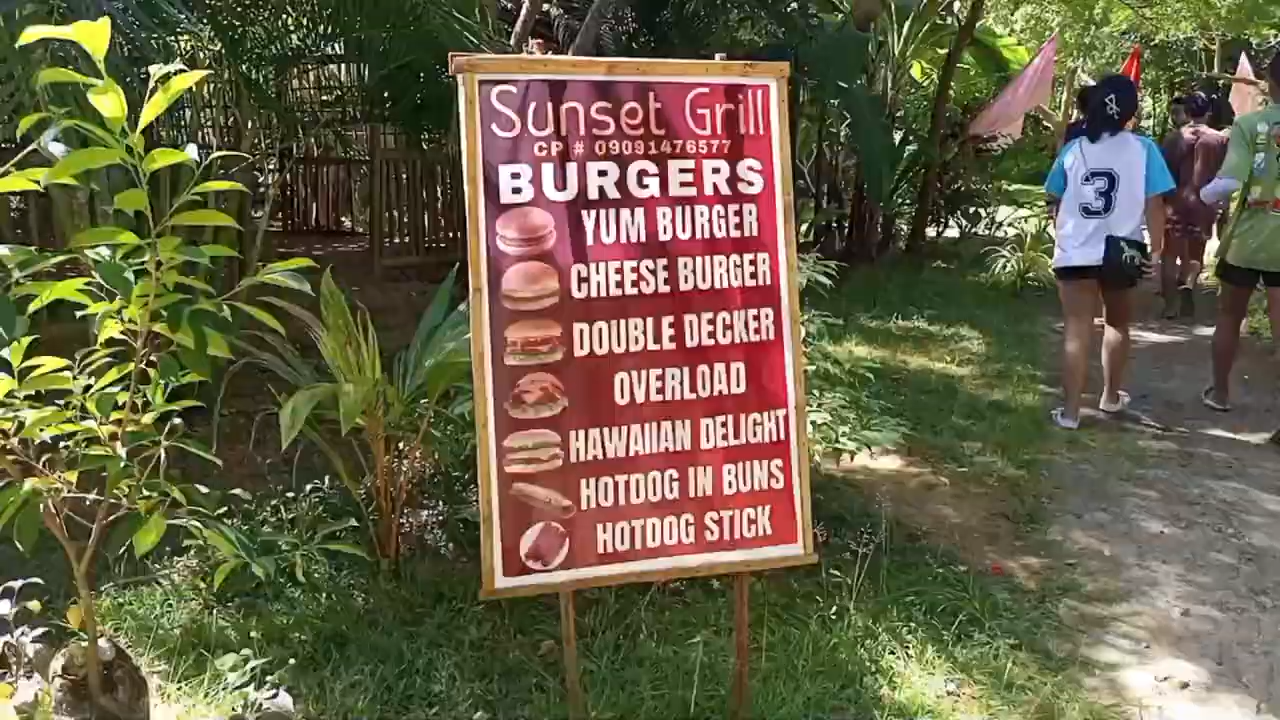 Sunset Grill
CP # 09091476577
BURGERS
YUM BURGER
CHEESE BURGER
DOUBLE DECKER
OVERLOAD
HAWAIIAN DELIGHT
HOTDOG IN BUNS
HOTDOG STICK
3